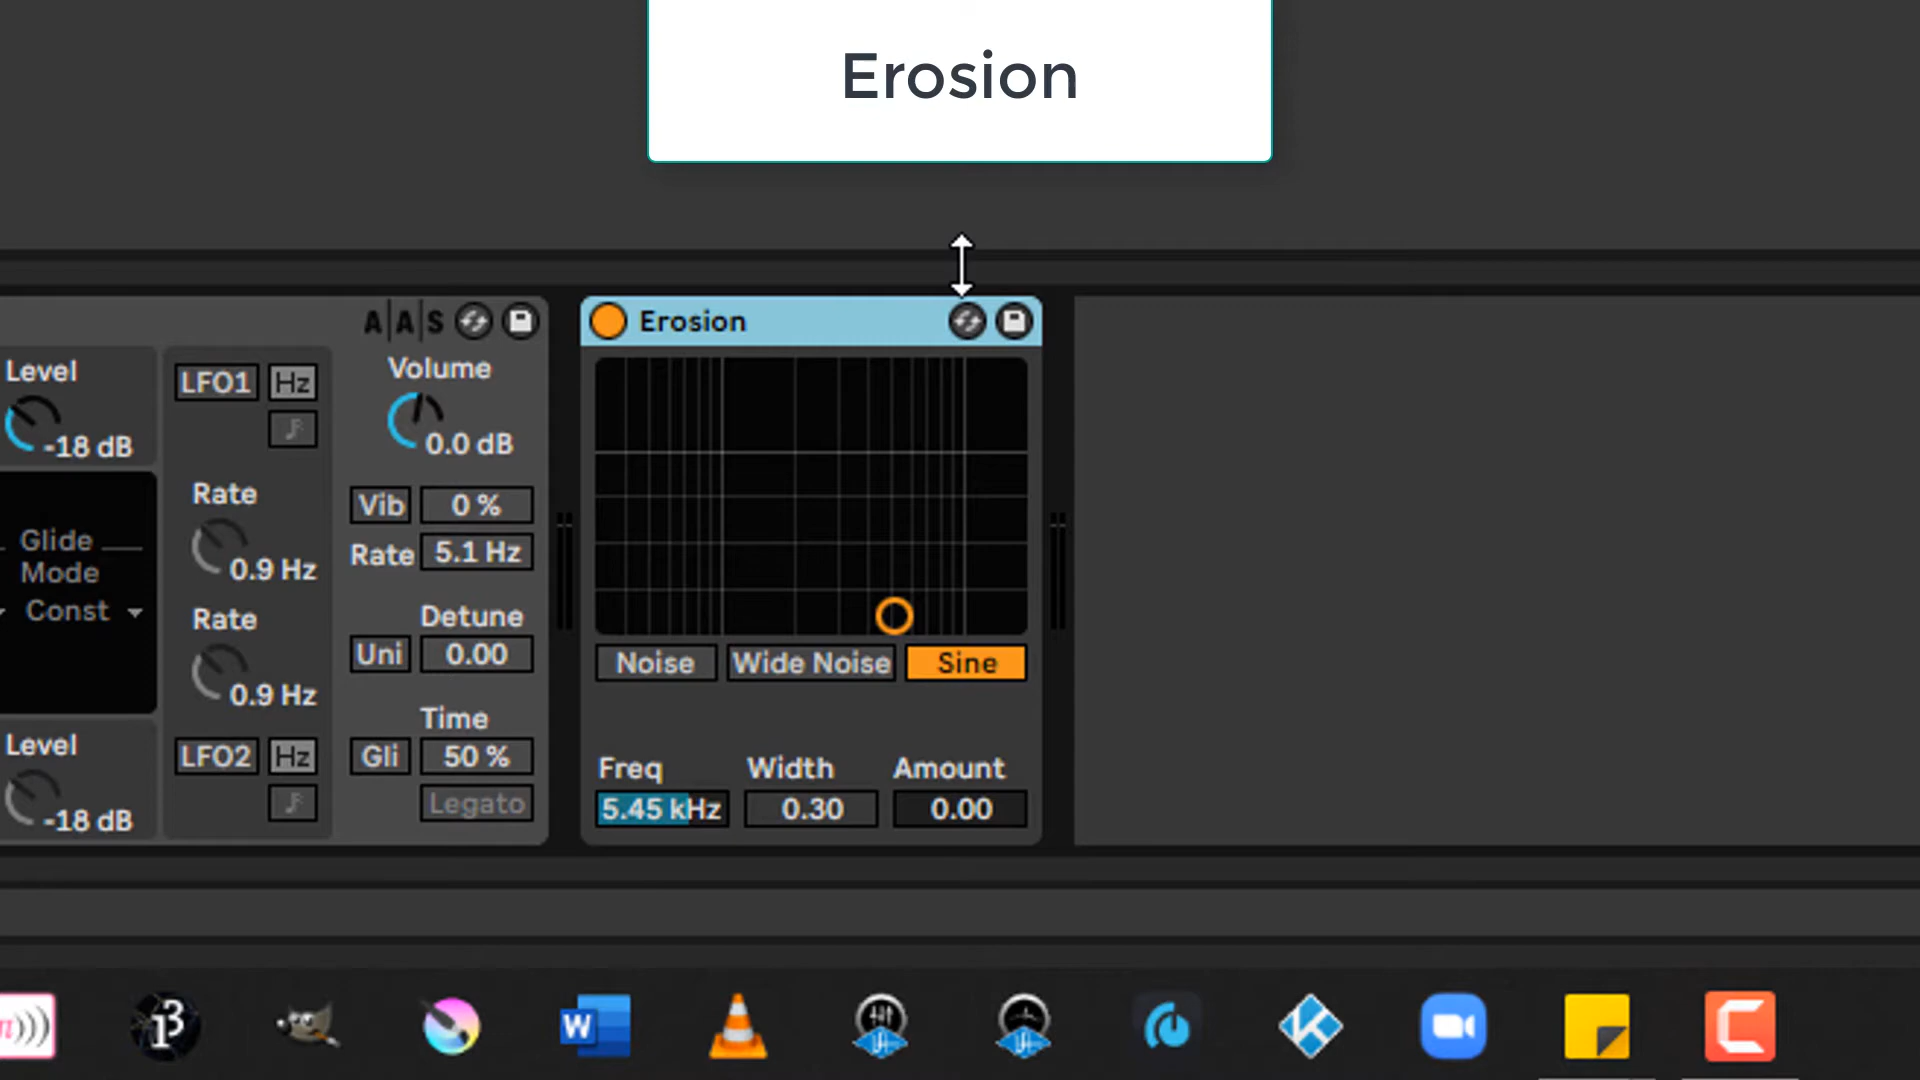 Erosion
A|A|S
Erosion
Level
-18 dB
LFO1
Hz
Volume
0.0 dB
Rate
0.9 Hz
Vib
0 %
Rate
5.1 Hz
Glide
Mode
Const
Rate
0.9 Hz
Detune
Uni
0.00
Noise
Wide Noise
Sine
Time
Level
-18 dB
LFO2
Hz
Gli
50 %
Legato
Freq
Width
Amount
5.45 kHz
0.30
0.00
n)))
13
W